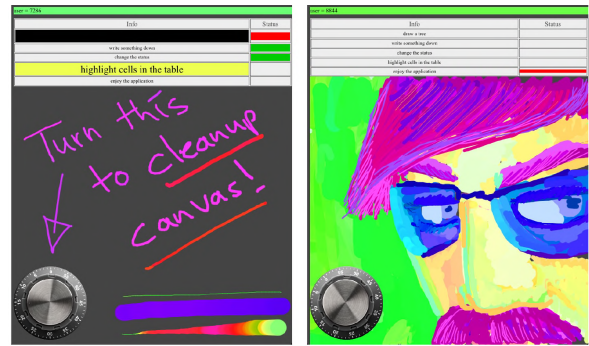 user = 7286
Info Status
write something down
change the status
highlight cells in the table
enjoy the application
Turn this
to cleanup
canvas!
user = 8844
Info Status
draw a tree
write something down
change the status
highlight cells in the table
enjoy the application